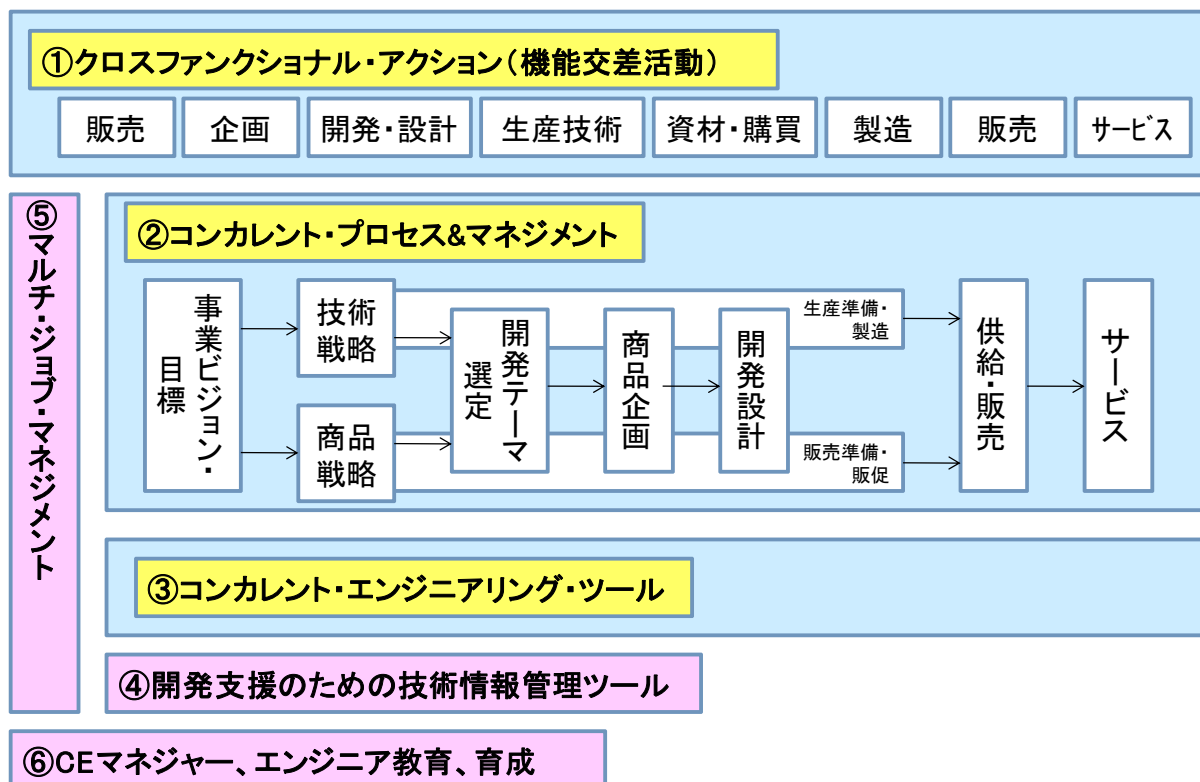 ①クロスファンクショナル・アクション（機能交差活動）
販売
企画
開発・設計
生産技術
資材・購買
製造
販売
サービス
⑤マルチ・ジョブ・マネジメント
②コンカレント・プロセス&マネジメント
事業ビジョン・
目標
技術
戦略
商品
戦略
開発テーマ
選定
商品企画
開発設計
生産準備・
製造
販売準備・
販促
供給・販売
サービス
③コンカレント・エンジニアリング・ツール
④開発支援のための技術情報管理ツール
⑥CEマネジャー、エンジニア教育、育成